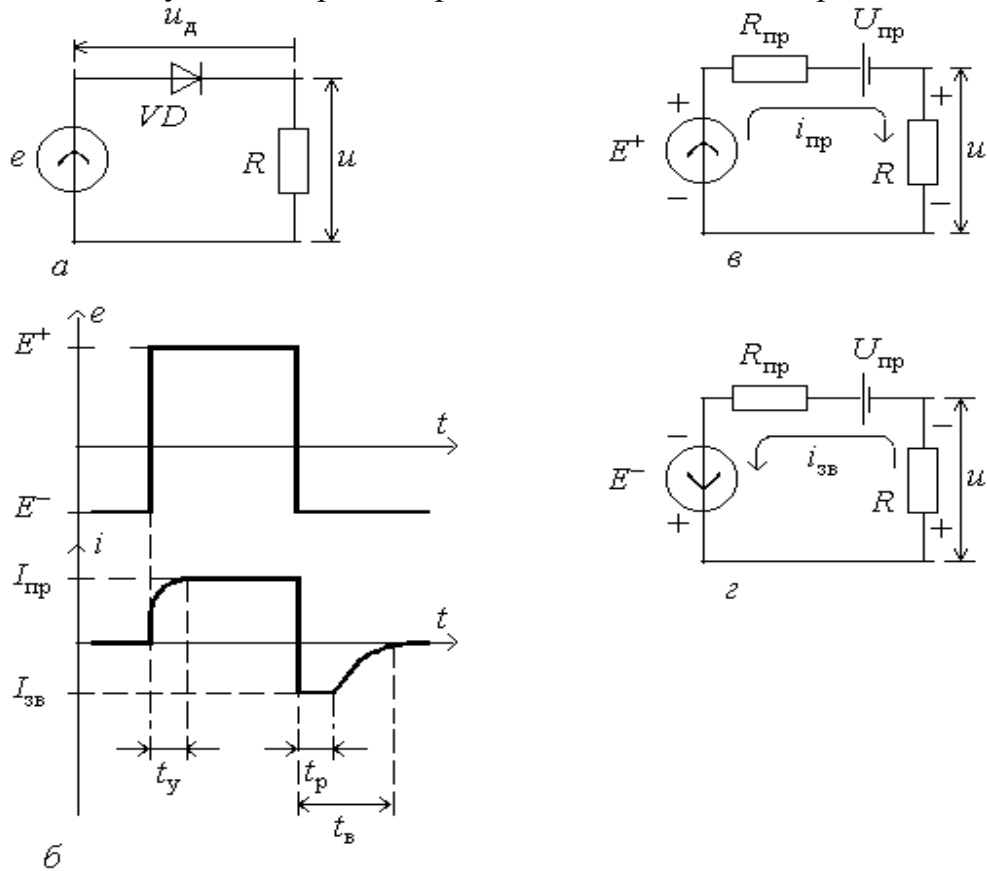 u_д
VD
e
R
u
а
R_пр
U_пр
+
+
E⁺
i_пр
R
u
−
−
в
e
E⁺
t
E⁻
i
I_пр
t
I_зв
t_у
t_р
t_в
б
R_пр
U_пр
−
−
E⁻
i_зв
R
u
+
+
г